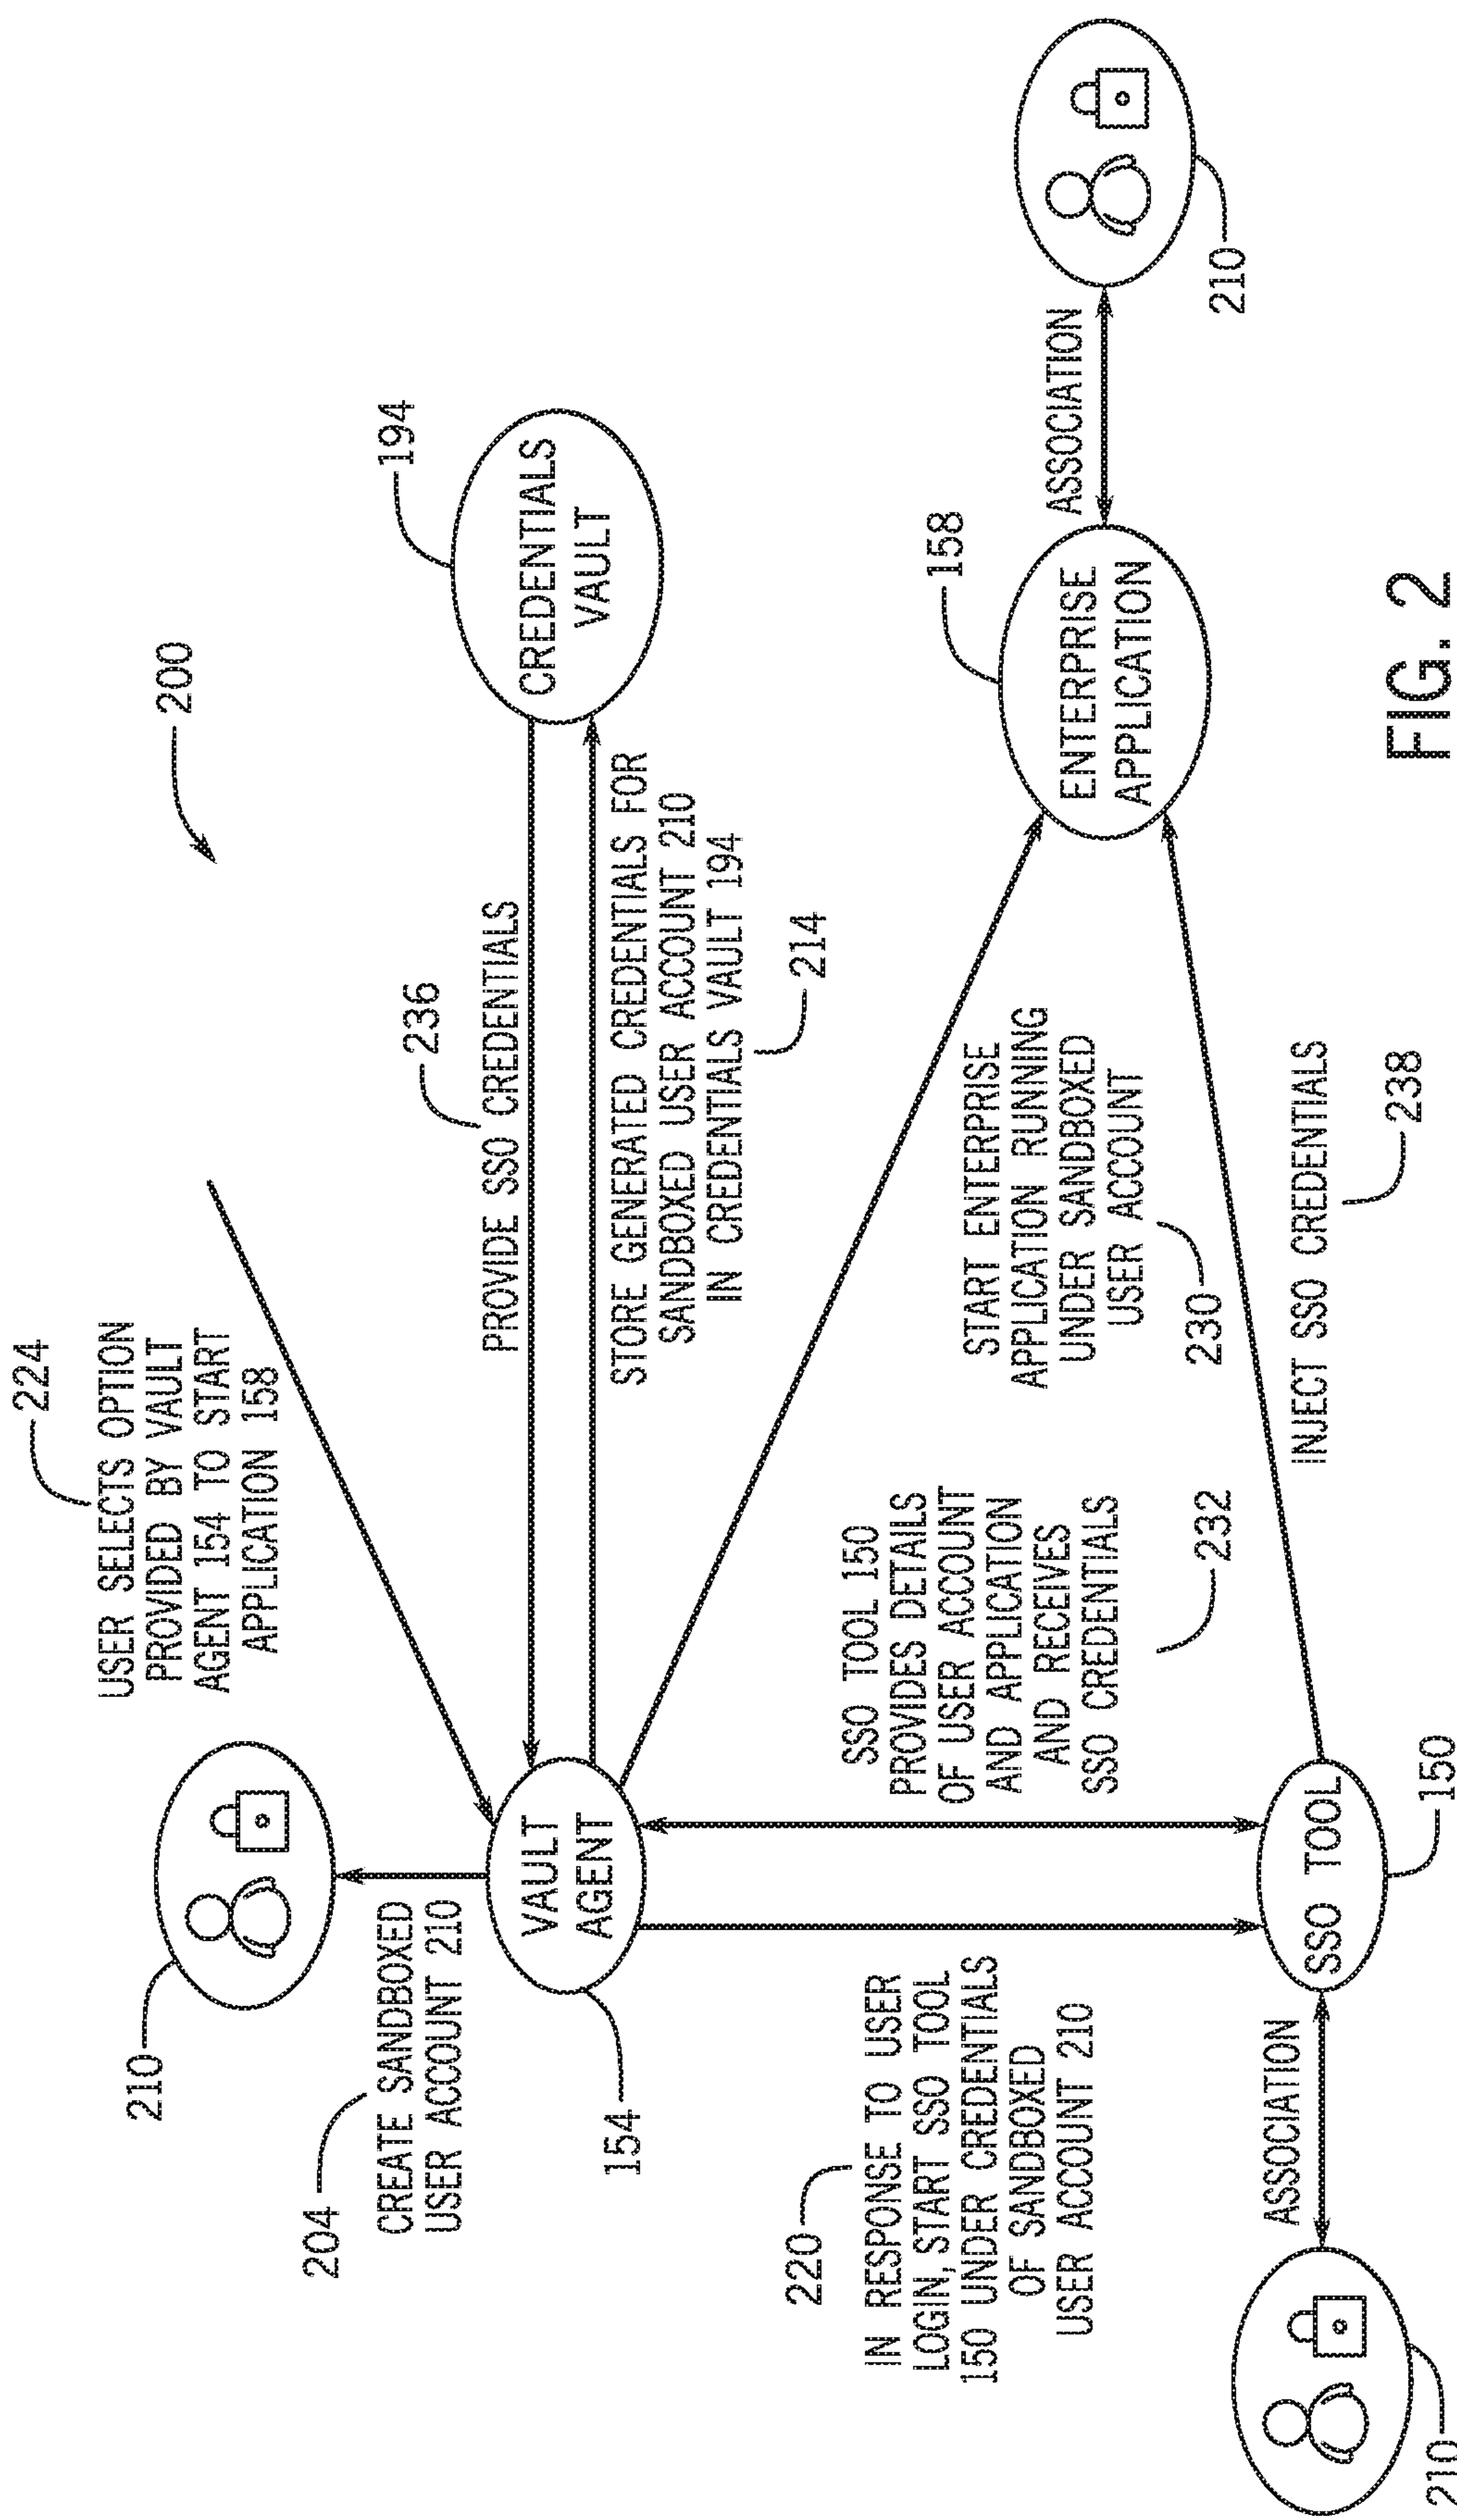 224
USER SELECTS OPTION
PROVIDED BY VAULT
AGENT 154 TO START
APPLICATION 158
200
210
204
CREATE SANDBOXED
USER ACCOUNT 210
VAULT
AGENT
154
236
PROVIDE SSO CREDENTIALS
194
CREDENTIALS
VAULT
STORE GENERATED CREDENTIALS FOR
SANDBOXED USER ACCOUNT 210
IN CREDENTIALS VAULT 194
214
220
IN RESPONSE TO USER
LOGIN, START SSO TOOL
150 UNDER CREDENTIALS
OF SANDBOXED
USER ACCOUNT 210
SSO TOOL 150
PROVIDES DETAILS
OF USER ACCOUNT
AND APPLICATION
AND RECEIVES
SSO CREDENTIALS
232
START ENTERPRISE
APPLICATION RUNNING
UNDER SANDBOXED
USER ACCOUNT
230
158
ENTERPRISE
APPLICATION
ASSOCIATION
210
ASSOCIATION
210
SSO TOOL
150
INJECT SSO CREDENTIALS
238
FIG. 2